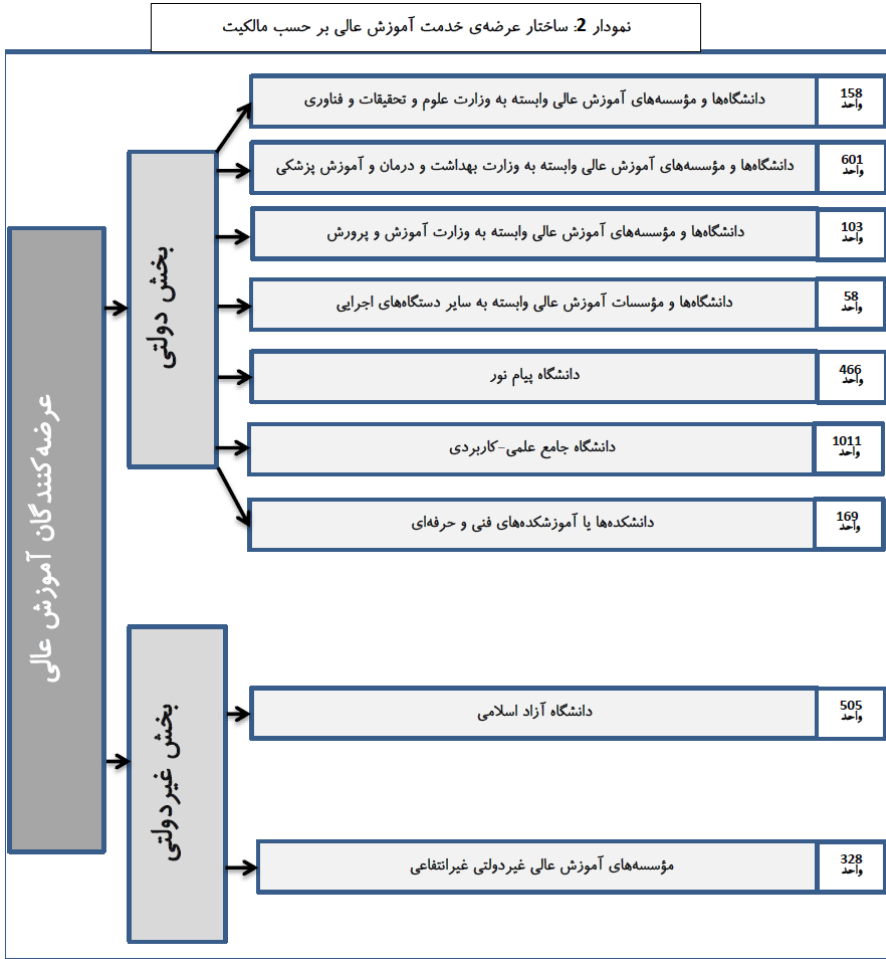 نمودار 2: ساختار عرضه‌ی خدمت آموزش عالی بر حسب مالکیت
عرضه‌کنندگان آموزش عالی
بخش دولتی
دانشگاه‌ها و مؤسسه‌های آموزش عالی وابسته به وزارت علوم و تحقیقات و فناوری
158
واحد
دانشگاه‌ها و مؤسسه‌های آموزش عالی وابسته به وزارت بهداشت و درمان و آموزش پزشکی
601
واحد
دانشگاه‌ها و مؤسسه‌های آموزش عالی وابسته به وزارت آموزش و پرورش
103
واحد
دانشگاه‌ها و مؤسسات آموزش عالی وابسته به سایر دستگاه‌های اجرایی
58
واحد
دانشگاه پیام نور
466
واحد
دانشگاه جامع علمی-کاربردی
1011
واحد
دانشکده‌ها یا آموزشکده‌های فنی و حرفه‌ای
169
واحد
بخش غیردولتی
دانشگاه آزاد اسلامی
505
واحد
مؤسسه‌های آموزش عالی غیردولتی غیرانتفاعی
328
واحد